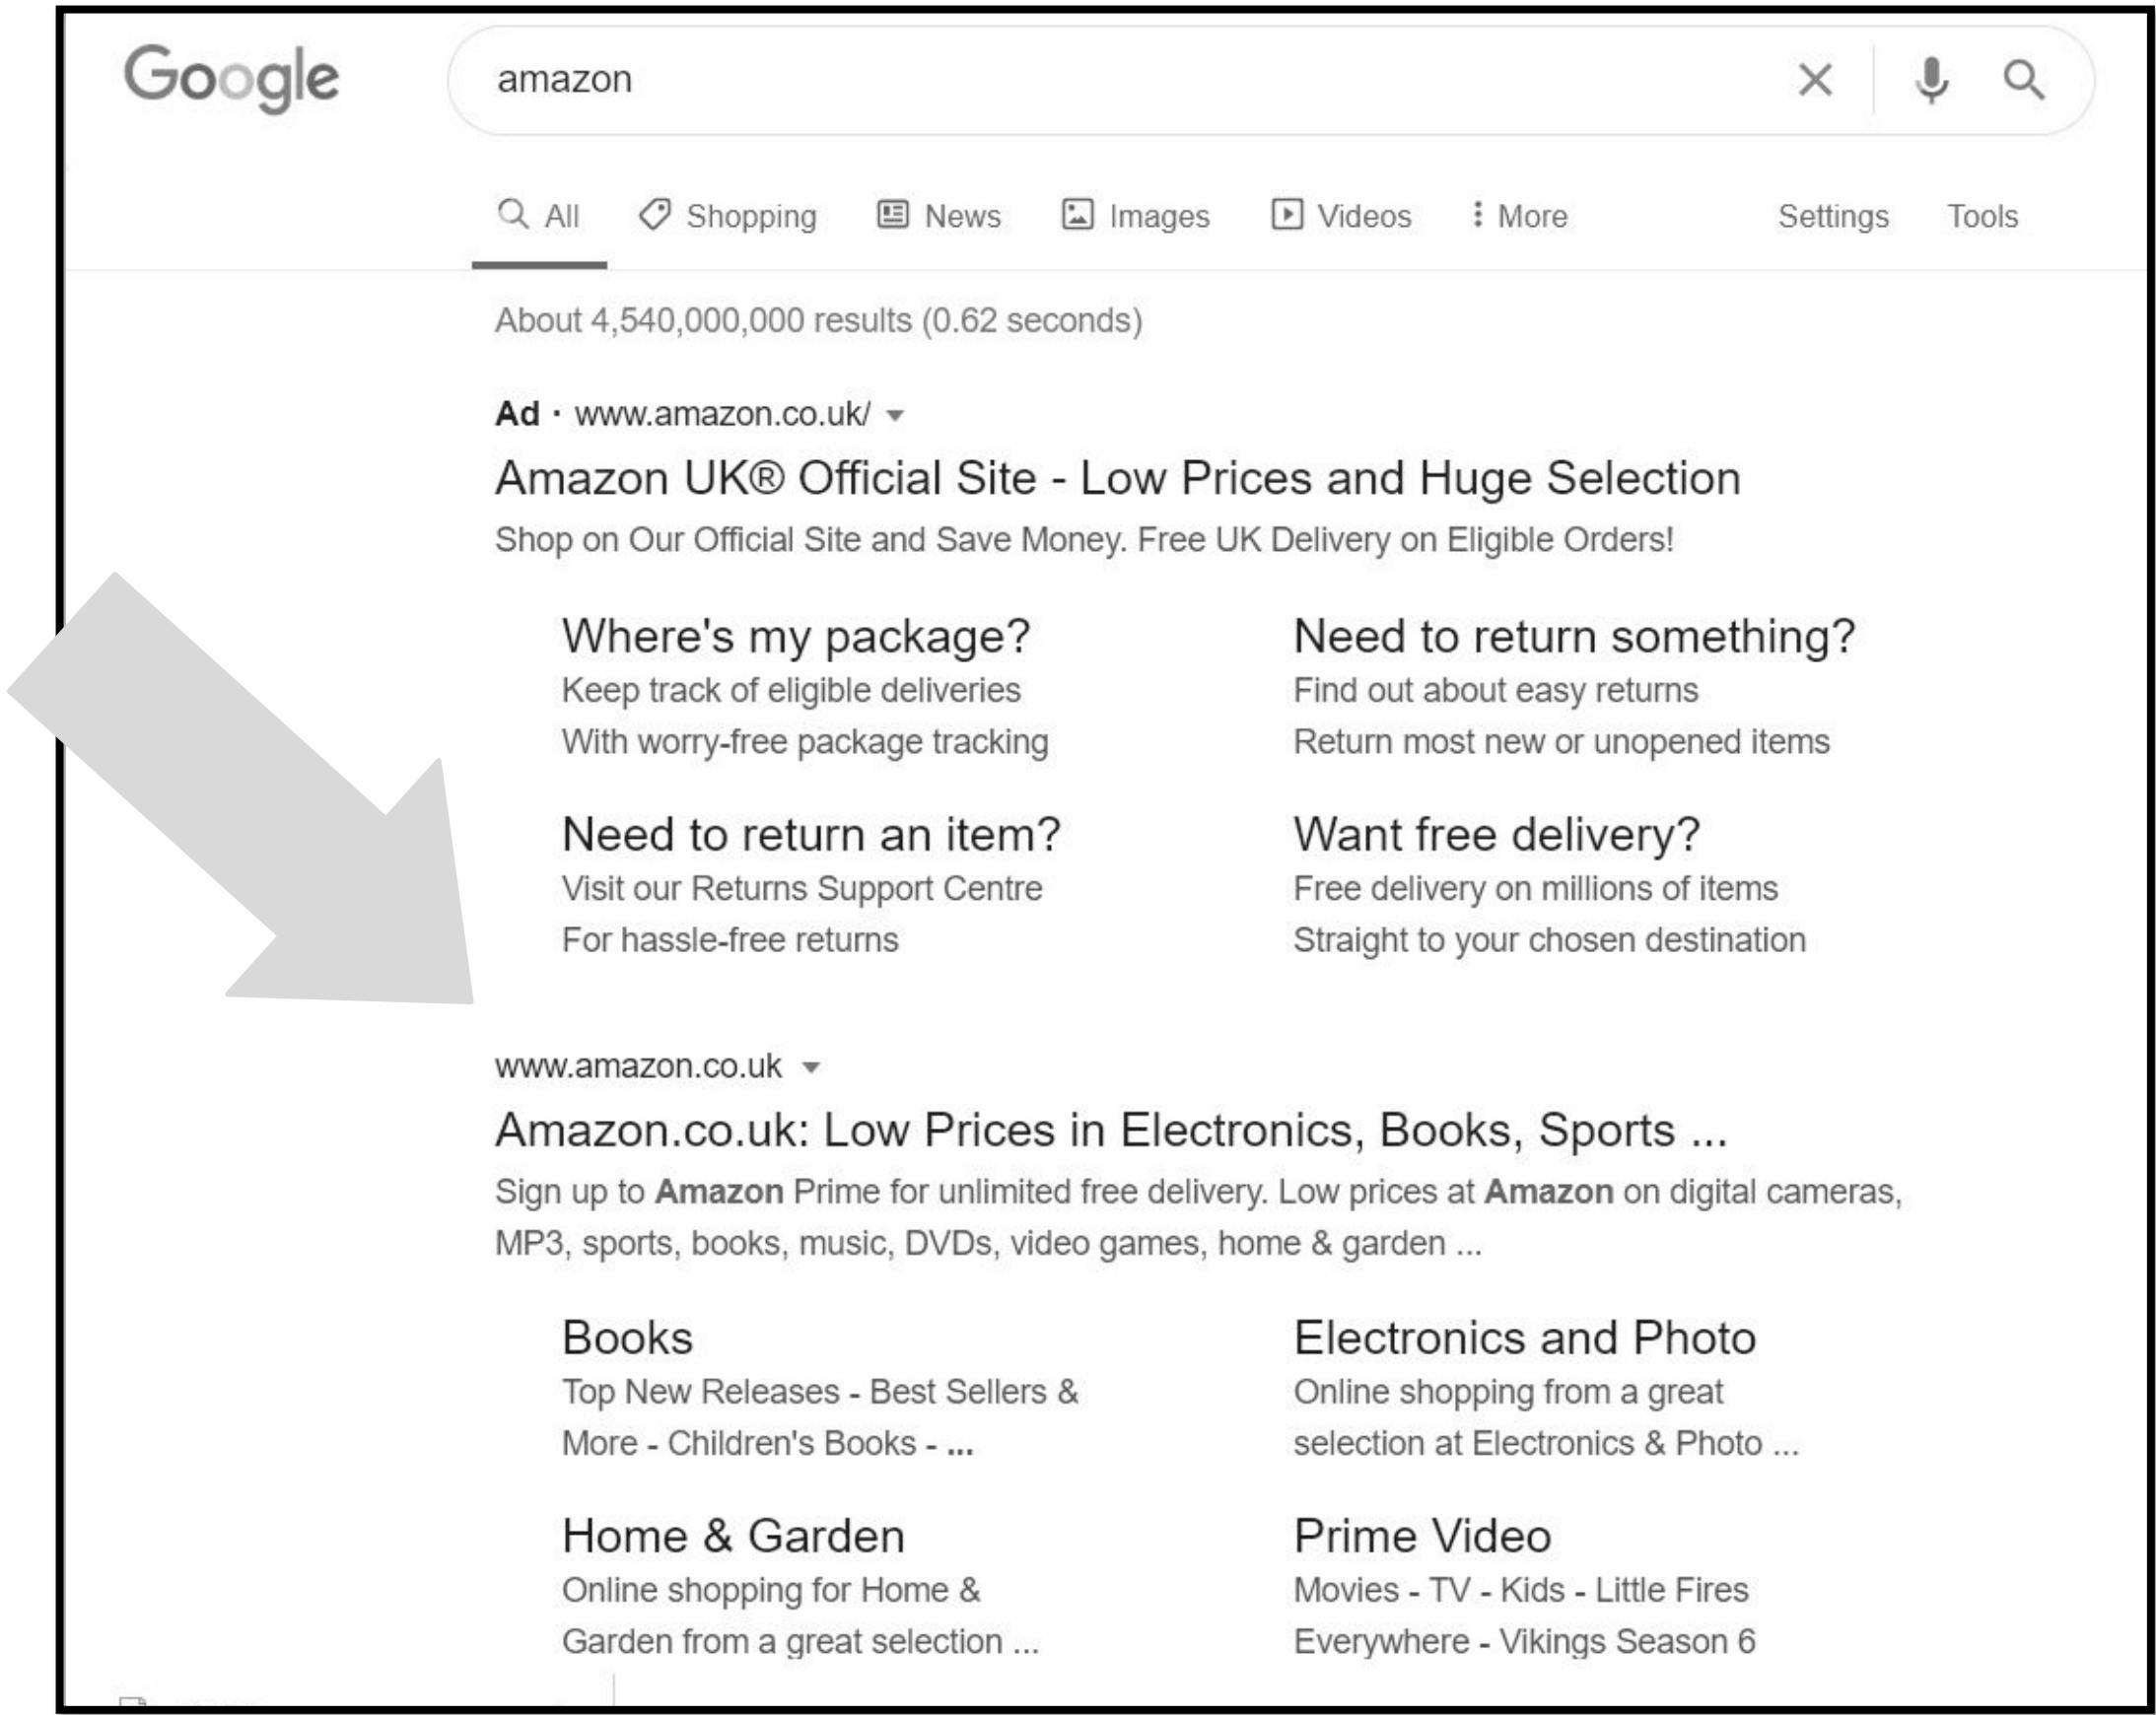 Google
amazon
All Shopping News Images Videos More Settings Tools
About 4,540,000,000 results (0.62 seconds)
Ad · www.amazon.co.uk/
Amazon UK® Official Site - Low Prices and Huge Selection
Shop on Our Official Site and Save Money. Free UK Delivery on Eligible Orders!
Where's my package?
Keep track of eligible deliveries
With worry-free package tracking
Need to return something?
Find out about easy returns
Return most new or unopened items
Need to return an item?
Visit our Returns Support Centre
For hassle-free returns
Want free delivery?
Free delivery on millions of items
Straight to your chosen destination
www.amazon.co.uk
Amazon.co.uk: Low Prices in Electronics, Books, Sports ...
Sign up to Amazon Prime for unlimited free delivery. Low prices at Amazon on digital cameras,
MP3, sports, books, music, DVDs, video games, home & garden ...
Books
Top New Releases - Best Sellers &
More - Children's Books - ...
Electronics and Photo
Online shopping from a great
selection at Electronics & Photo ...
Home & Garden
Online shopping for Home &
Garden from a great selection ...
Prime Video
Movies - TV - Kids - Little Fires
Everywhere - Vikings Season 6